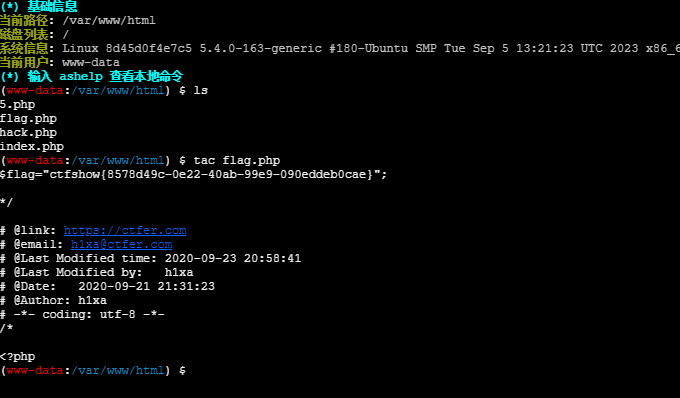 (*) 基础信息
当前路径: /var/www/html
磁盘列表: /
系统信息: Linux 8d45d0f4e7c5 5.4.0-163-generic #180-Ubuntu SMP Tue Sep 5 13:21:23 UTC 2023 x86_6
当前用户: www-data
(*) 输入 ashelp 查看本地命令
(www-data:/var/www/html) $ ls
5.php
flag.php
hack.php
index.php
(www-data:/var/www/html) $ tac flag.php
$flag="ctfshow{8578d49c-0e22-40ab-99e9-090eddeb0cae}";
*/
# @link: https://ctfer.com
# @email: h1xa@ctfer.com
# @Last Modified time: 2020-09-23 20:58:41
# @Last Modified by:   h1xa
# @Date:   2020-09-21 21:31:23
# @Author: h1xa
# -*- coding: utf-8 -*-
/*
<?php
(www-data:/var/www/html) $